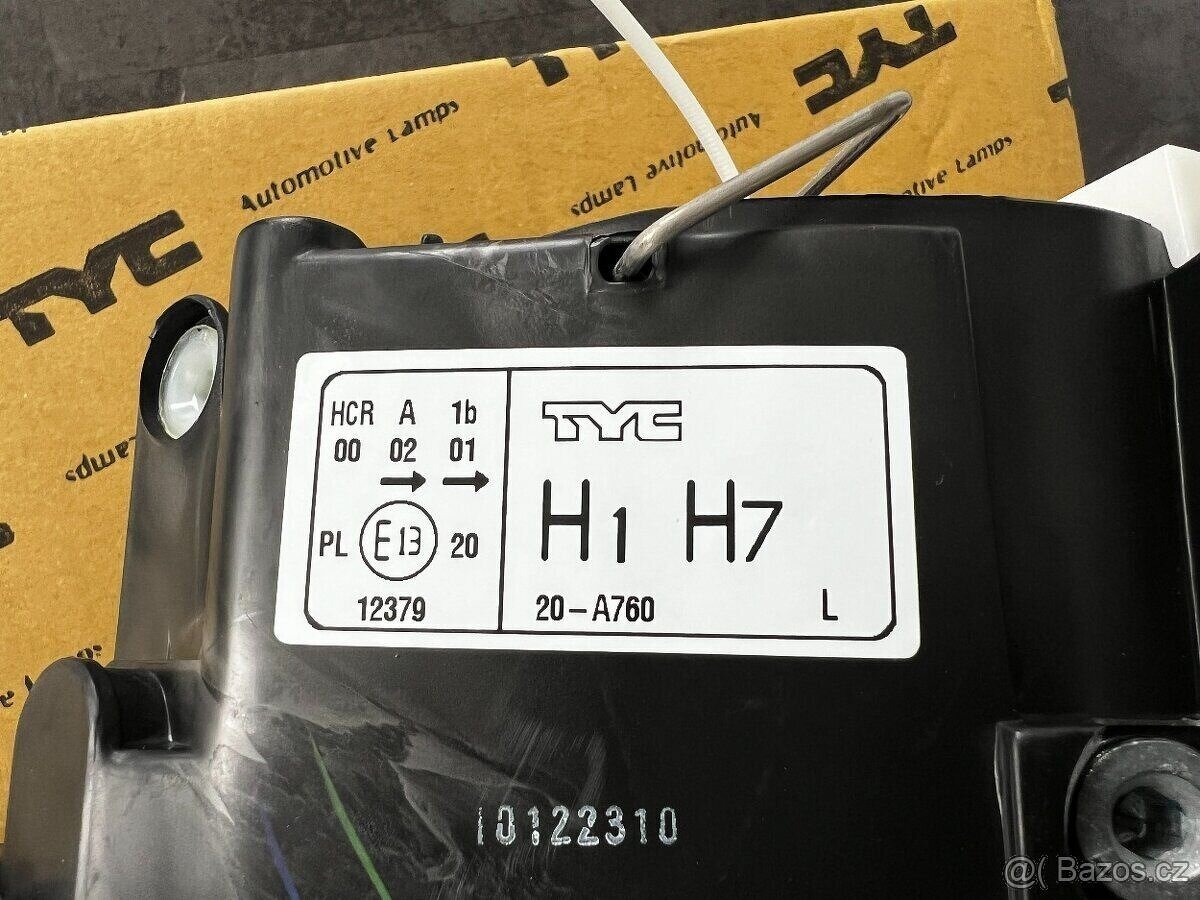 TYC
Automotive Lamps
TYC
Automotive Lamps
Lamps
HCR A 1b
00 02 01
PL E13 20
12379
TYC
H1 H7
20-A760 L
10122310
@( Bazos.cz